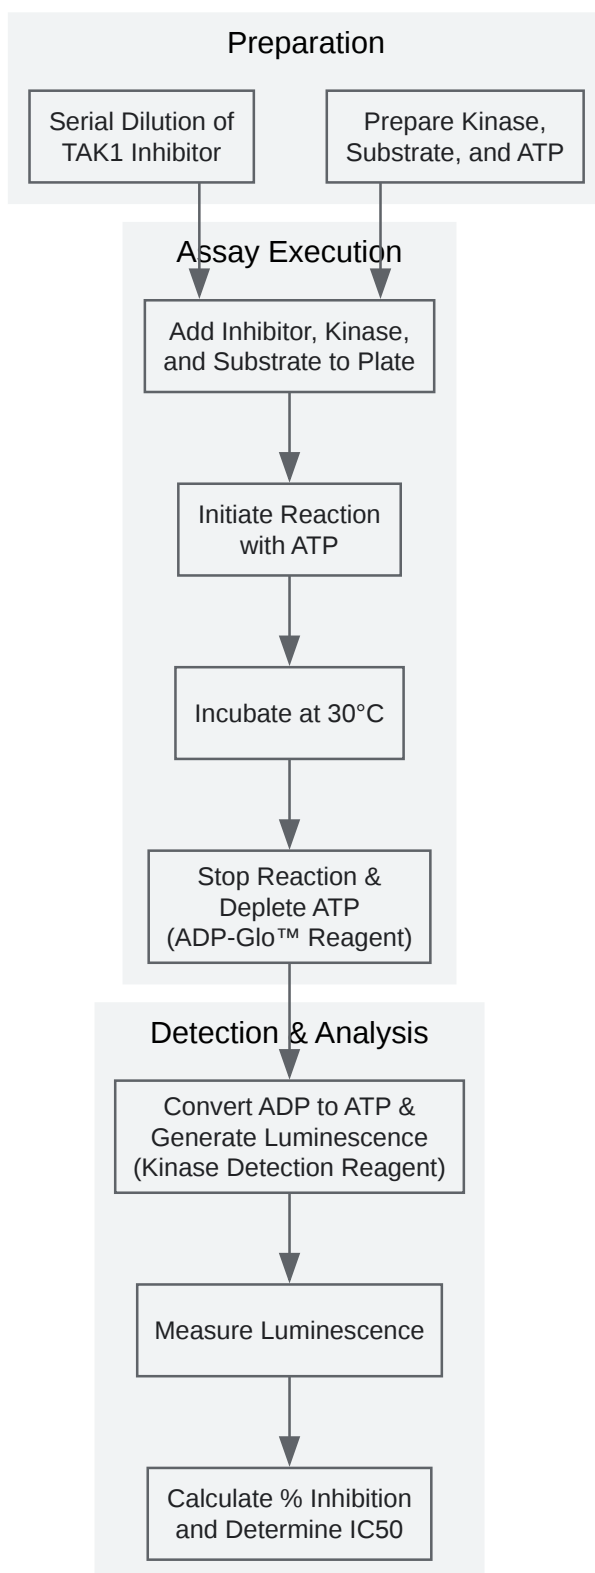 Preparation
Serial Dilution of
TAK1 Inhibitor
Prepare Kinase,
Substrate, and ATP
Assay Execution
Add Inhibitor, Kinase,
and Substrate to Plate
Initiate Reaction
with ATP
Incubate at 30°C
Stop Reaction &
Deplete ATP
(ADP-Glo™ Reagent)
Detection & Analysis
Convert ADP to ATP &
Generate Luminescence
(Kinase Detection Reagent)
Measure Luminescence
Calculate % Inhibition
and Determine IC50